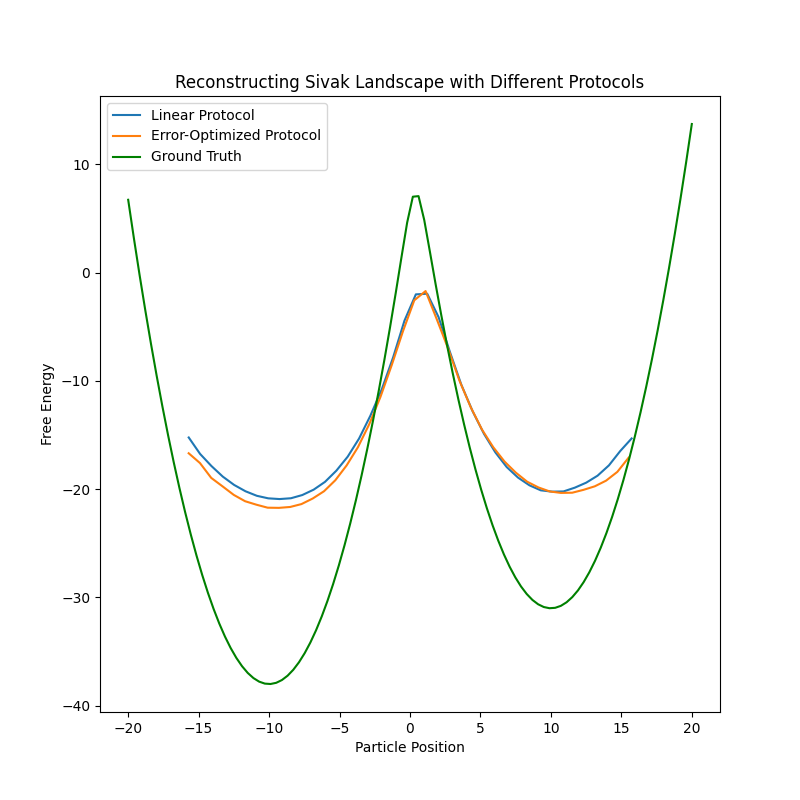 Reconstructing Sivak Landscape with Different Protocols
Linear Protocol
Error-Optimized Protocol
Ground Truth
10
0
−10
−20
−30
−40
Free Energy
−20 −15 −10 −5 0 5 10 15 20
Particle Position